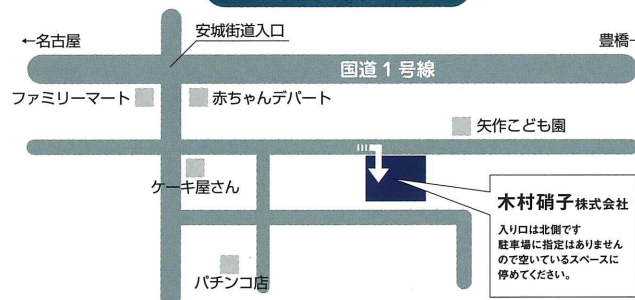 安城街道入口
←名古屋
豊橋
国道1号線
ファミリーマート
赤ちゃんデパート
矢作こども園
ケーキ屋さん
木村硝子株式会社
入り口は北側です
駐車場に指定はありません
ので空いているスペースに
停めてください。
パチンコ店